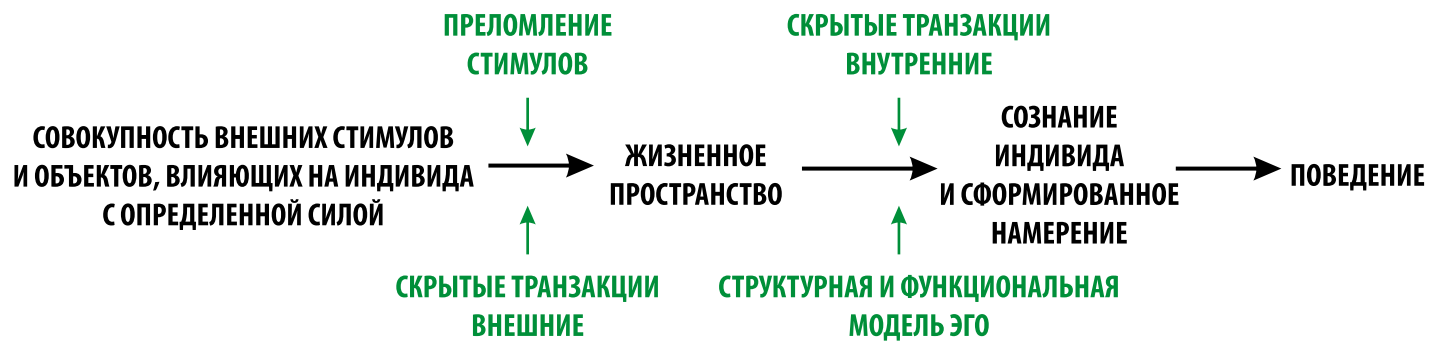 ПРЕЛОМЛЕНИЕ
СТИМУЛОВ
СКРЫТЫЕ ТРАНЗАКЦИИ
ВНУТРЕННИЕ
СОВОКУПНОСТЬ ВНЕШНИХ СТИМУЛОВ
И ОБЪЕКТОВ, ВЛИЯЮЩИХ НА ИНДИВИДА
С ОПРЕДЕЛЕННОЙ СИЛОЙ
ЖИЗНЕННОЕ
ПРОСТРАНСТВО
СОЗНАНИЕ
ИНДИВИДА
И СФОРМИРОВАННОЕ
НАМЕРЕНИЕ
ПОВЕДЕНИЕ
СКРЫТЫЕ ТРАНЗАКЦИИ
ВНЕШНИЕ
СТРУКТУРНАЯ И ФУНКЦИОНАЛЬНАЯ
МОДЕЛЬ ЭГО